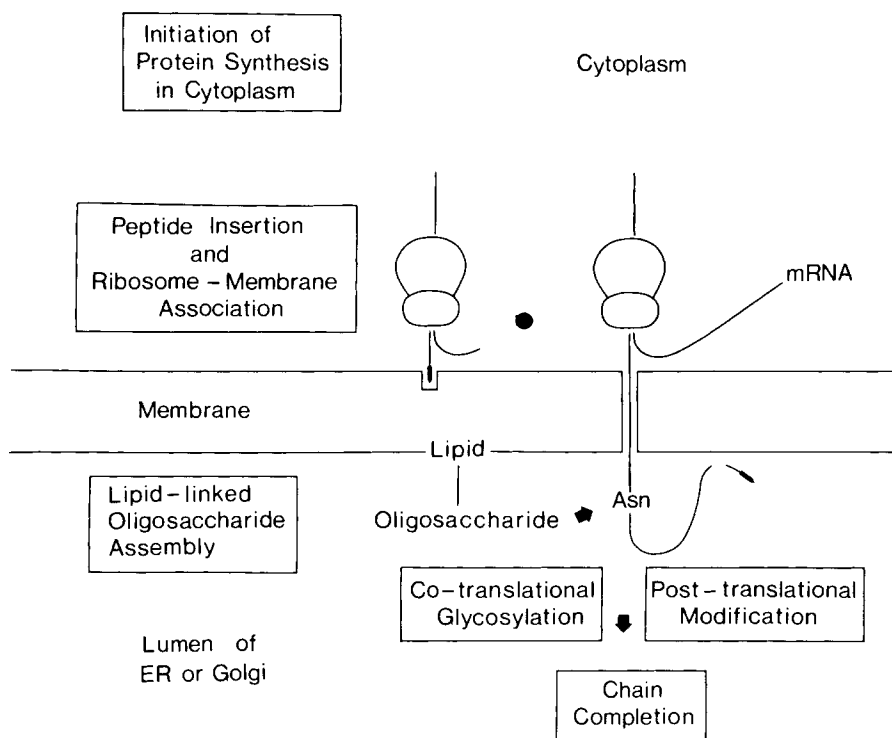 Initiation of
Protein Synthesis
in Cytoplasm
Cytoplasm
Peptide Insertion
and
Ribosome – Membrane
Association
mRNA
Membrane
Lipid
Lipid–linked
Oligosaccharide
Assembly
Oligosaccharide
Asn
Co–translational
Glycosylation
Post–translational
Modification
Lumen of
ER or Golgi
Chain
Completion